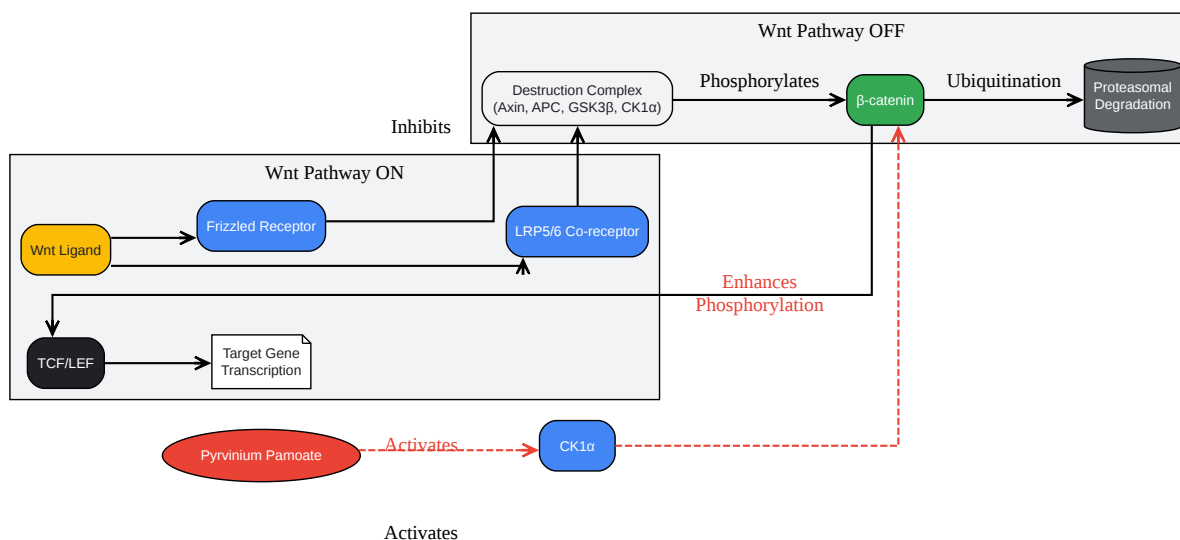 Wnt Pathway OFF
Destruction Complex
(Axin, APC, GSK3β, CK1α)
Phosphorylates
β-catenin
Ubiquitination
Proteasomal
Degradation
Inhibits
Wnt Pathway ON
Wnt Ligand
Frizzled Receptor
LRP5/6 Co-receptor
Enhances
Phosphorylation
TCF/LEF
Target Gene
Transcription
Pyrvinium Pamoate
Activates
CK1α
Activates